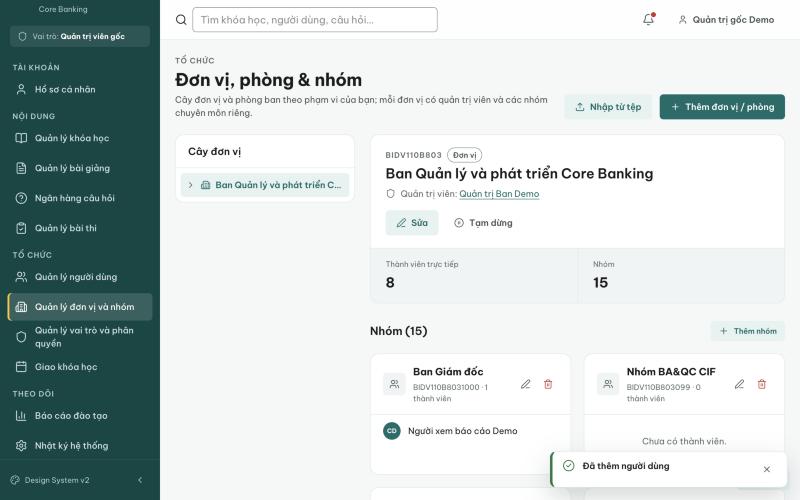 Core Banking
Vai trò: Quản trị viên gốc
TÀI KHOẢN
Hồ sơ cá nhân
NỘI DUNG
Quản lý khóa học
Quản lý bài giảng
Ngân hàng câu hỏi
Quản lý bài thi
TỔ CHỨC
Quản lý người dùng
Quản lý đơn vị và nhóm
Quản lý vai trò và phân
quyền
Giao khóa học
THEO DÕI
Báo cáo đào tạo
Nhật ký hệ thống
Design System v2
Tìm khóa học, người dùng, câu hỏi...
Quản trị gốc Demo
TỔ CHỨC
Đơn vị, phòng & nhóm
Cây đơn vị và phòng ban theo phạm vi của bạn; mỗi đơn vị có quản trị viên và các nhóm
chuyên môn riêng.
Nhập từ tệp
Thêm đơn vị / phòng
Cây đơn vị
Ban Quản lý và phát triển C...
BIDV110B803 Đơn vị
Ban Quản lý và phát triển Core Banking
Quản trị viên: Quản trị Ban Demo
Sửa
Tạm dừng
Thành viên trực tiếp
8
Nhóm
15
Nhóm (15)
Thêm nhóm
Ban Giám đốc
BIDV110B8031000 · 1
thành viên
CD Người xem báo cáo Demo
Nhóm BA&QC CIF
BIDV110B803099 · 0
thành viên
Chưa có thành viên.
Đã thêm người dùng